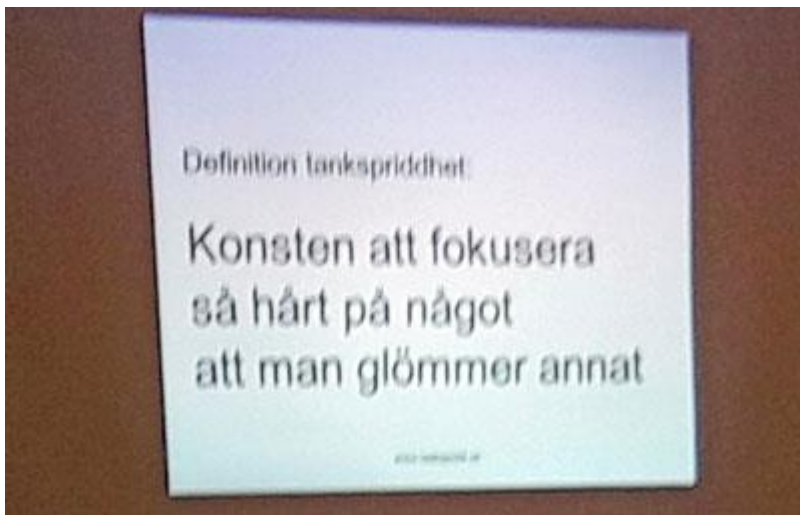 Definition tankspriddhet:
Konsten att fokusera
så hårt på något
att man glömmer annat